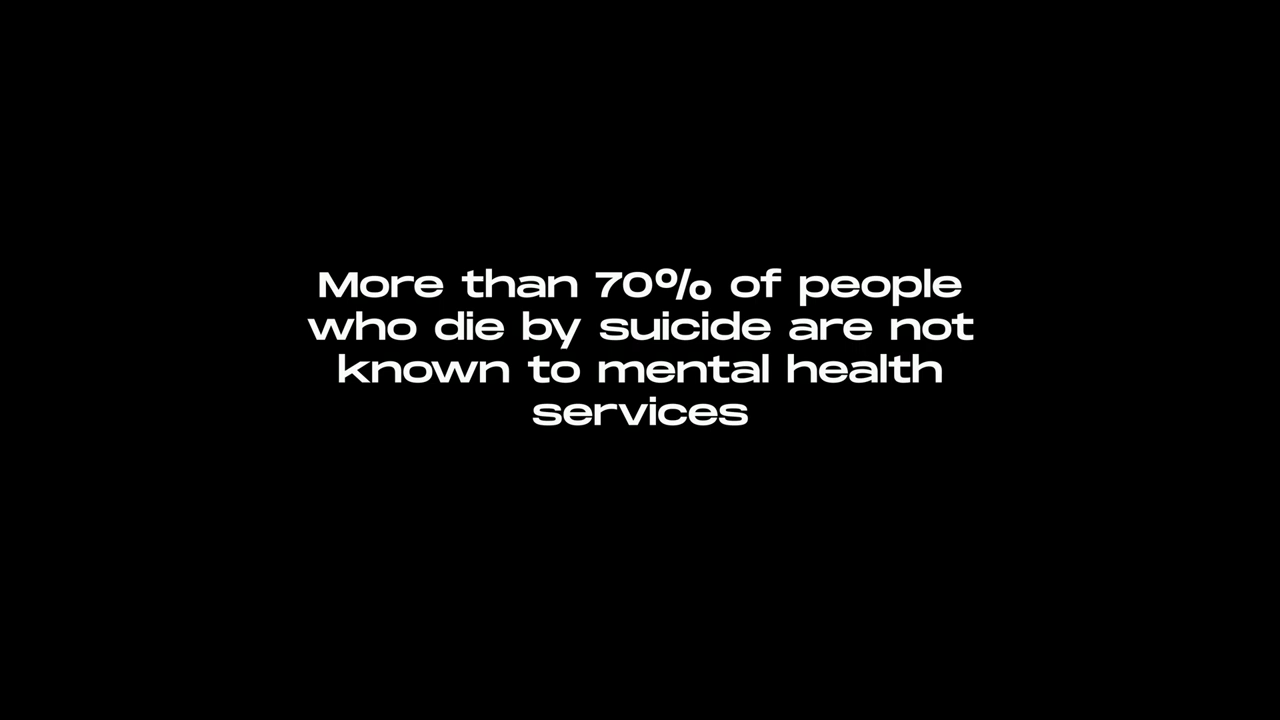 More than 70% of people
who die by suicide are not
known to mental health
services